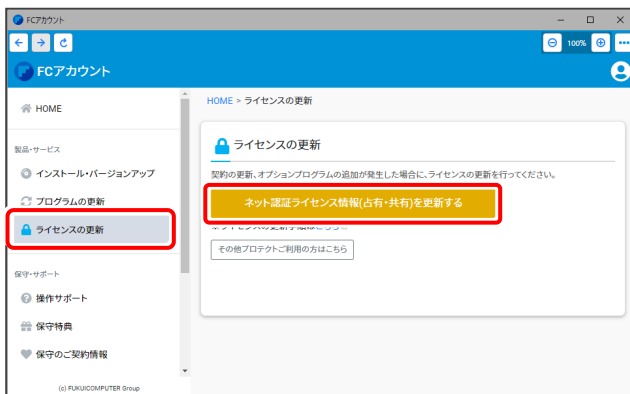 FCアカウント
100%
FCアカウント
HOME
製品・サービス
インストール・バージョンアップ
プログラムの更新
ライセンスの更新
保守・サポート
操作サポート
保守特典
保守のご契約情報
(c) FUKUICOMPUTER Group
HOME > ライセンスの更新
ライセンスの更新
契約の更新、オプションプログラムの追加が発生した場合に、ライセンスの更新を行ってください。
ネット認証ライセンス情報(占有・共有)を更新する
その他プロテクトご利用の方はこちら